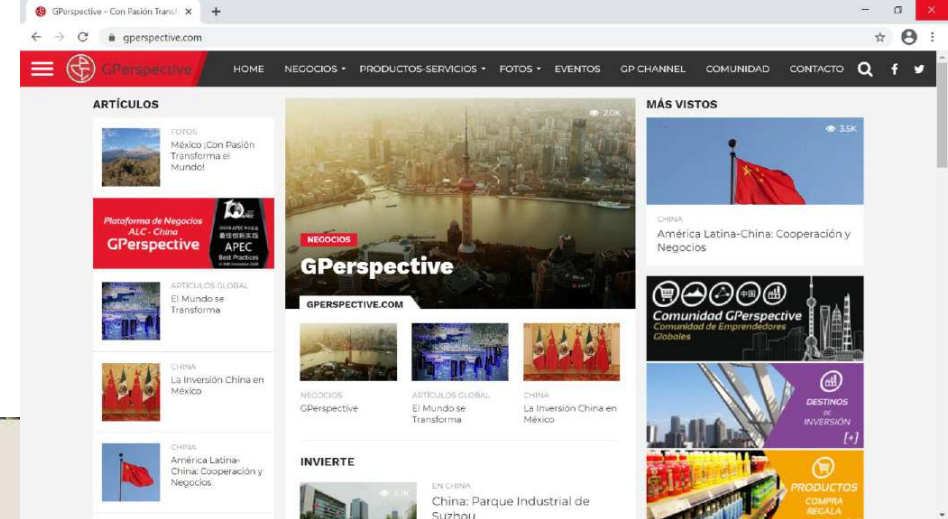 GPerspective - Con Pasión Trans
gperspective.com
GPerspective
HOME
NEGOCIOS
PRODUCTOS-SERVICIOS
FOTOS
EVENTOS
GP CHANNEL
COMUNIDAD
CONTACTO
ARTÍCULOS
FOTOS
México ¡Con Pasión
Transforma el
Mundo!
Plataforma de Negocios
ALC - China
GPerspective
APEC
Best Practices
ARTÍCULOS GLOBAL
El Mundo se
Transforma
CHINA
La Inversión China en
México
CHINA
América Latina-
China: Cooperación y
Negocios
2.0K
NEGOCIOS
GPerspective
GPERSPECTIVE.COM
NEGOCIOS
GPerspective
ARTÍCULOS GLOBAL
El Mundo se
Transforma
CHINA
La Inversión China en
México
INVIERTE
EN CHINA
China: Parque Industrial de
Suzhou
MÁS VISTOS
3.5K
CHINA
América Latina-China: Cooperación y
Negocios
Comunidad GPerspective
Comunidad de Emprendedores
Globales
DESTINOS
DE
INVERSIÓN
[+]
PRODUCTOS
COMPRA
REGALA